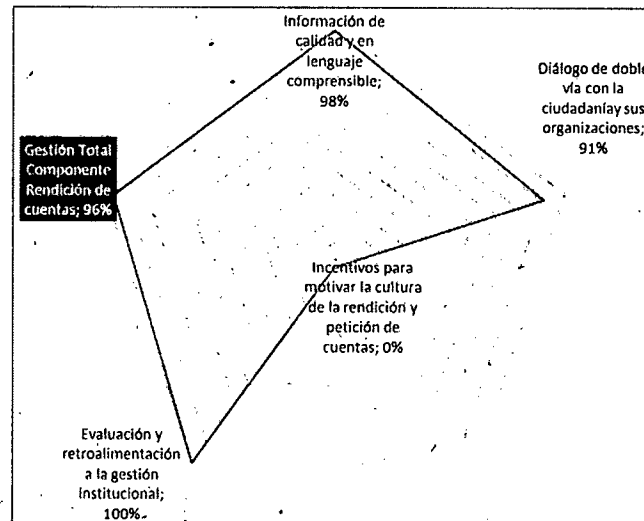 Información de
calidad y en
lenguaje
comprensible;
98%
Diálogo de doble
vía con la
ciudadaníay sus
organizaciones;
91%
Gestión Total
Componente
Rendición de
cuentas; 96%
Incentivos para
motivar la cultura
de la rendición y
petición de
cuentas; 0%
Evaluación y
retroalimentación
a la gestión
institucional;
100%